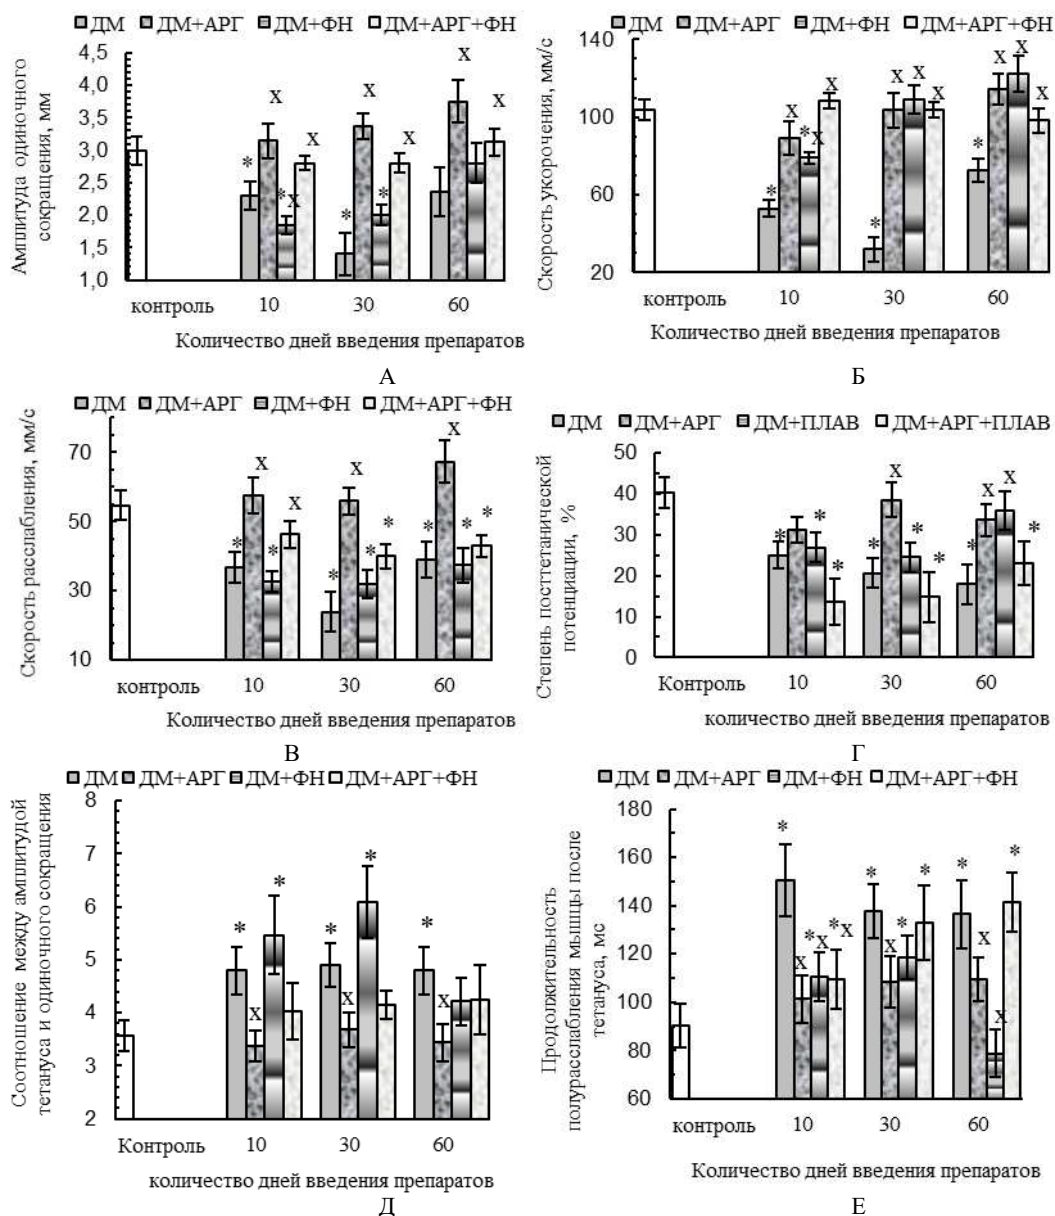 ДМ ДМ+АРГ ДМ+ФН ДМ+АРГ+ФН
Амплитуда одиночного
сокращения, мм
4,5
4,0
3,5
3,0
2,5
2,0
1,5
1,0
* x * x x * x * x x x
контроль 10 30 60
Количество дней введения препаратов
А
ДМ ДМ+АРГ ДМ+ФН ДМ+АРГ+ФН
Скорость укорочения, мм/с
140
100
60
20
* x * x x * x x x * x x x
контроль 10 30 60
Количество дней введения препаратов
Б
ДМ ДМ+АРГ ДМ+ФН ДМ+АРГ+ФН
Скорость расслабления, мм/с
70
50
30
10
* x * x * x * * * x * *
контроль 10 30 60
Количество дней введения препаратов
В
ДМ ДМ+АРГ ДМ+ПЛАВ ДМ+АРГ+ПЛАВ
Степень посттетанической
потенциации, %
50
40
30
20
10
0
* * * * x * * * x x *
Контроль 10 30 60
количество дней введения препаратов
Г
ДМ ДМ+АРГ ДМ+ФН ДМ+АРГ+ФН
Соотношение между амплитудой
тетануса и одиночного сокращения
8
7
6
5
4
3
2
* x * * x * * x
Контроль 10 30 60
количество дней введения препаратов
Д
ДМ ДМ+АРГ ДМ+ФН ДМ+АРГ+ФН
Продолжительность
полурасслабления мышцы после
тетануса, мс
180
160
140
120
100
80
60
* x * x * x * x * * * x x *
контроль 10 30 60
Количество дней введения препаратов
Е